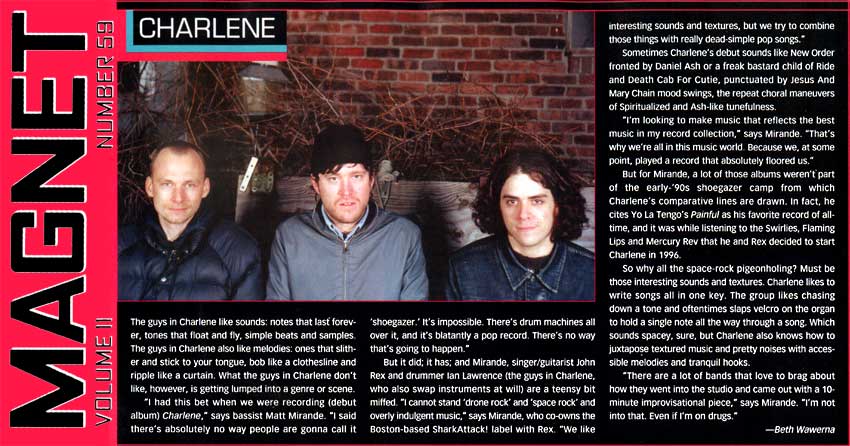 MAGNET
VOLUME II
NUMBER 59
CHARLENE
The guys in Charlene like sounds: notes that last forev-
er, tones that float and fly, simple beats and samples.
The guys in Charlene also like melodies: ones that slith-
er and stick to your tongue, bob like a clothesline and
ripple like a curtain. What the guys in Charlene don't
like, however, is getting lumped into a genre or scene.
"I had this bet when we were recording (debut
album) Charlene," says bassist Matt Mirande. "I said
there's absolutely no way people are gonna call it
'shoegazer.' It's impossible. There's drum machines all
over it, and it's blatantly a pop record. There's no way
that's going to happen."
But it did; it has; and Mirande, singer/guitarist John
Rex and drummer Ian Lawrence (the guys in Charlene,
who also swap instruments at will) are a teensy bit
miffed. "I cannot stand 'drone rock' and 'space rock' and
overly indulgent music," says Mirande, who co-owns the
Boston-based SharkAttack! label with Rex. "We like
interesting sounds and textures, but we try to combine
those things with really dead-simple pop songs."
Sometimes Charlene's debut sounds like New Order
fronted by Daniel Ash or a freak bastard child of Ride
and Death Cab For Cutie, punctuated by Jesus And
Mary Chain mood swings, the repeat choral maneuvers
of Spiritualized and Ash-like tunefulness.
"I'm looking to make music that reflects the best
music in my record collection," says Mirande. "That's
why we're all in this music world. Because we, at some
point, played a record that absolutely floored us."
But for Mirande, a lot of those albums weren't part
of the early-'90s shoegazer camp from which
Charlene's comparative lines are drawn. In fact, he
cites Yo La Tengo's Painful as his favorite record of all-
time, and it was while listening to the Swirlies, Flaming
Lips and Mercury Rev that he and Rex decided to start
Charlene in 1996.
So why all the space-rock pigeonholing? Must be
those interesting sounds and textures. Charlene likes to
write songs all in one key. The group likes chasing
down a tone and oftentimes slaps velcro on the organ
to hold a single note all the way through a song. Which
sounds spacey, sure, but Charlene also knows how to
juxtapose textured music and pretty noises with acces-
sible melodies and tranquil hooks.
"There are a lot of bands that love to brag about
how they went into the studio and came out with a 10-
minute improvisational piece," says Mirande. "I'm not
into that. Even if I'm on drugs."
—Beth Wawerna